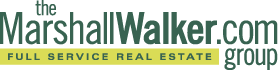 the
MarshallWalker.com
FULL SERVICE REAL ESTATE group